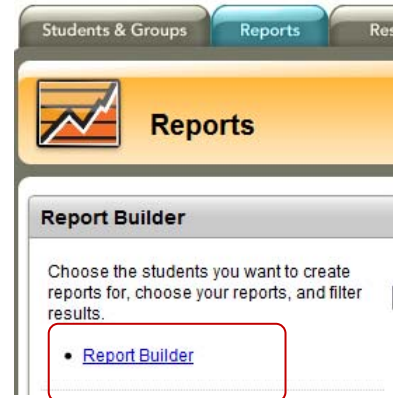 Students & Groups Reports Res
Reports
Report Builder
Choose the students you want to create
reports for, choose your reports, and filter
results.
• Report Builder